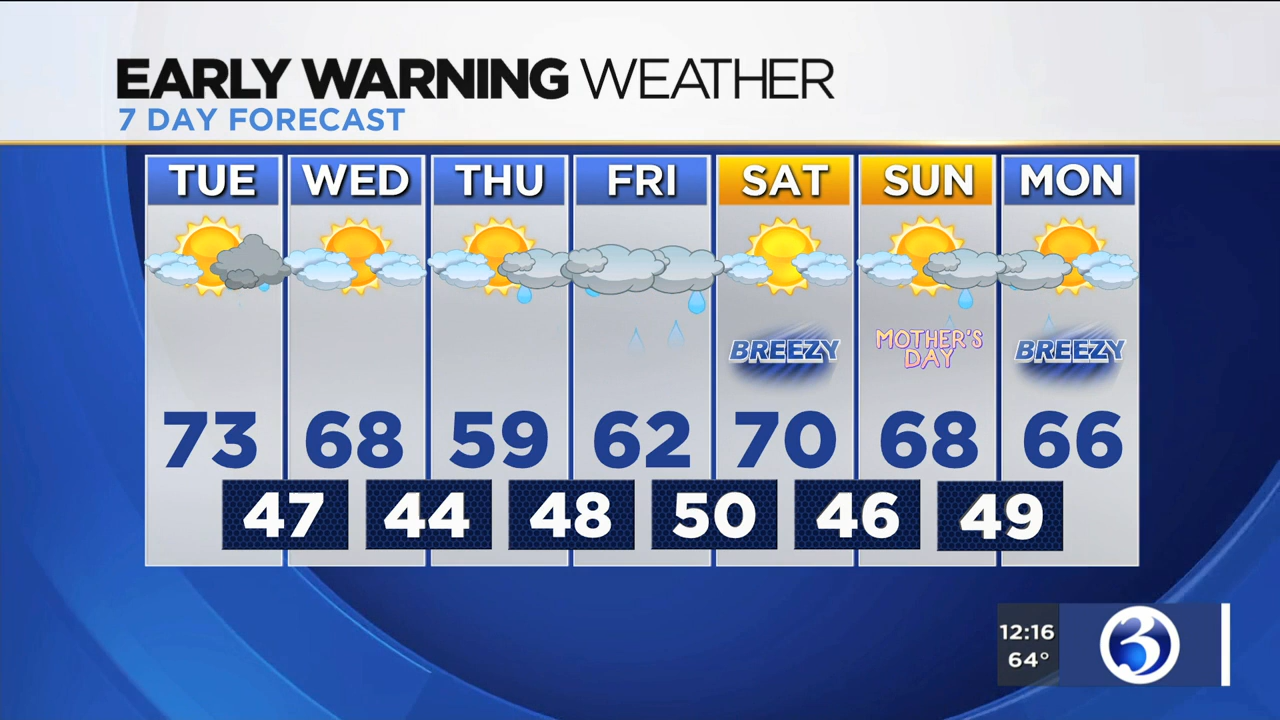 EARLY WARNING WEATHER
7 DAY FORECAST
TUE WED THU FRI SAT SUN MON
BREEZY MOTHER'S DAY BREEZY
73 68 59 62 70 68 66
47 44 48 50 46 49
12:16
64°
3